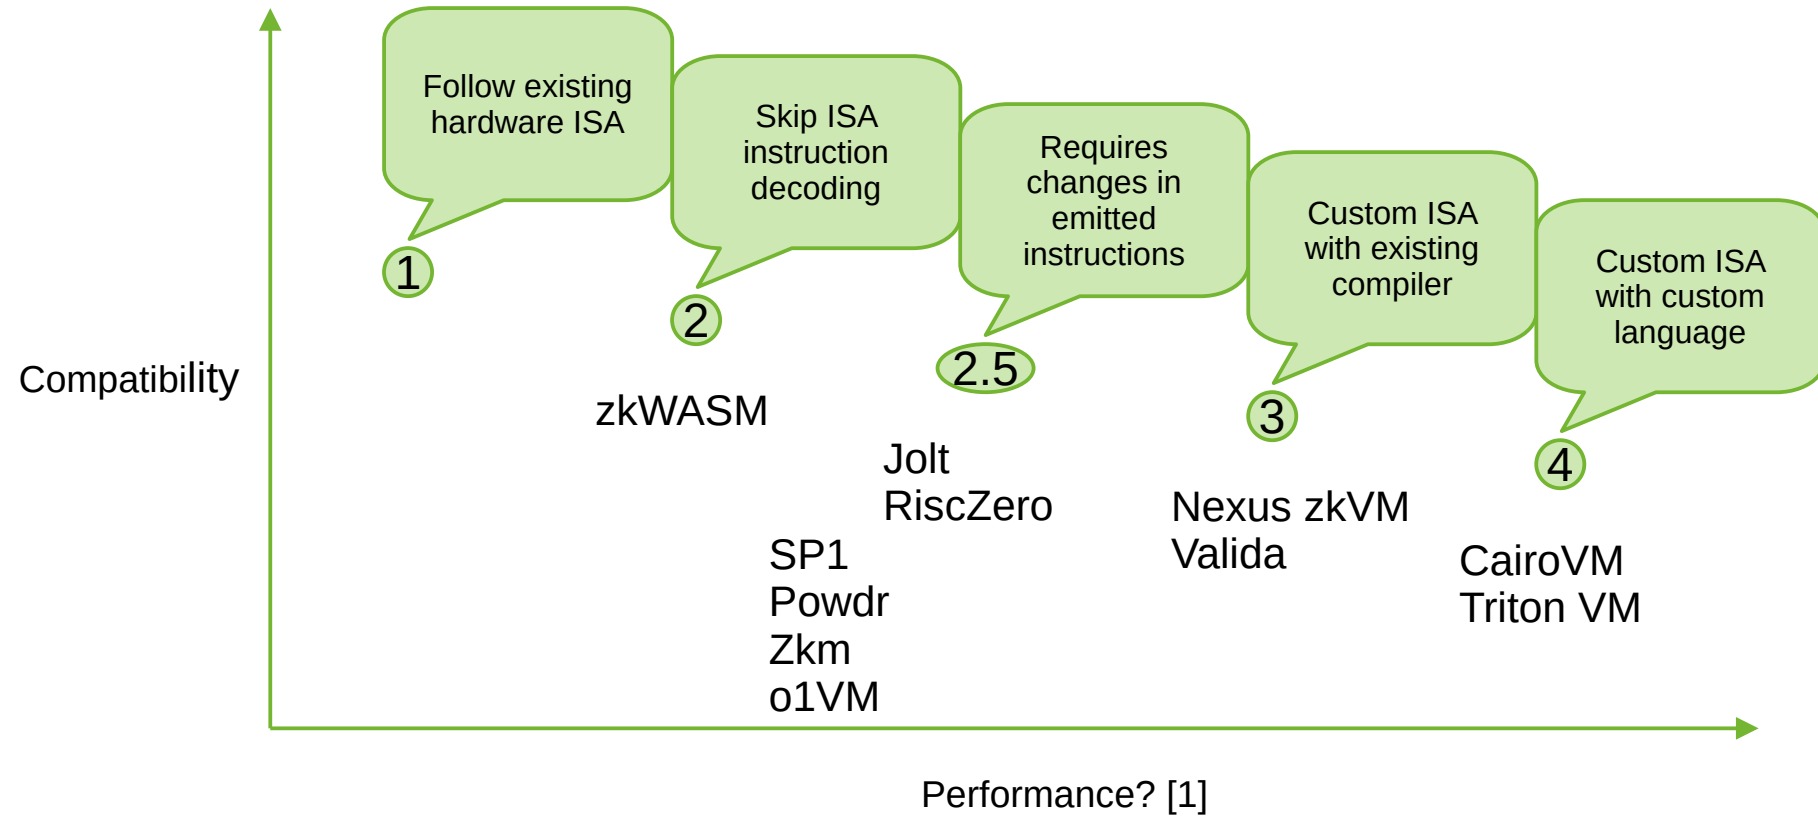 Follow existing
hardware ISA
1
Skip ISA
instruction
decoding
2
Requires
changes in
emitted
instructions
2.5
Custom ISA
with existing
compiler
3
Custom ISA
with custom
language
4
Compatibility
zkWASM
Jolt
RiscZero
SP1
Powdr
Zkm
o1VM
Nexus zkVM
Valida
CairoVM
Triton VM
Performance? [1]